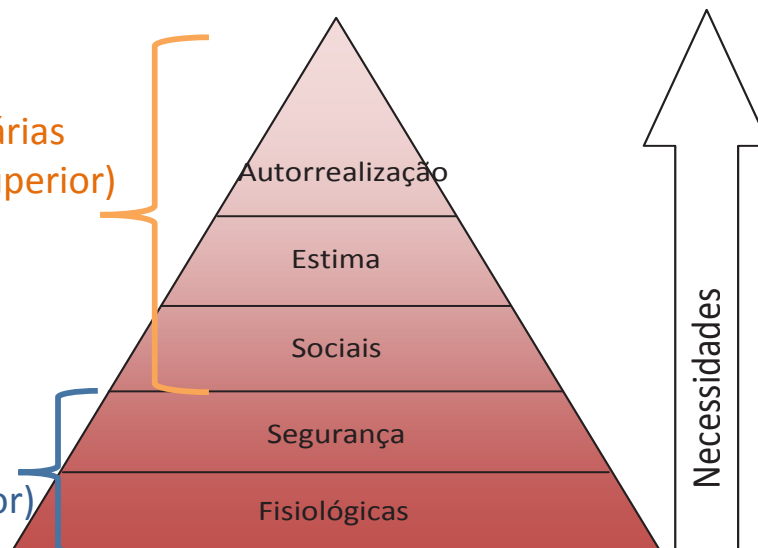 árias
uperior)
Autorrealização
Estima
Sociais
Segurança
or)
Fisiológicas
Necessidades